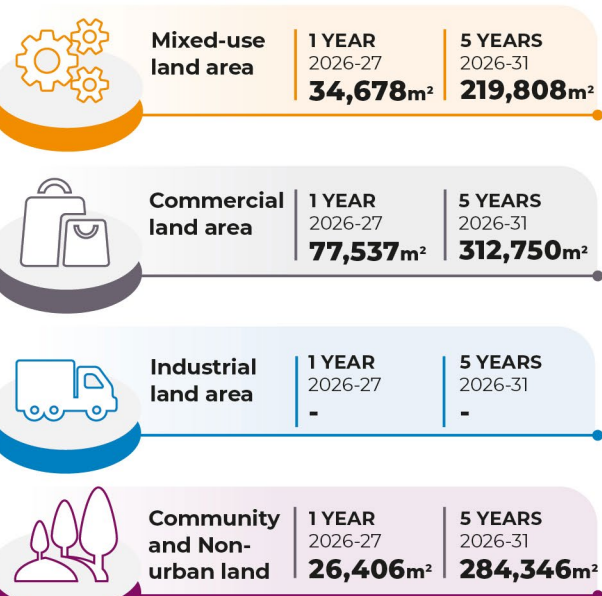 Mixed-use
land area
1 YEAR
2026-27
34,678m²
5 YEARS
2026-31
219,808m²
Commercial
land area
1 YEAR
2026-27
77,537m²
5 YEARS
2026-31
312,750m²
Industrial
land area
1 YEAR
2026-27
-
5 YEARS
2026-31
-
Community
and Non-
urban land
1 YEAR
2026-27
26,406m²
5 YEARS
2026-31
284,346m²